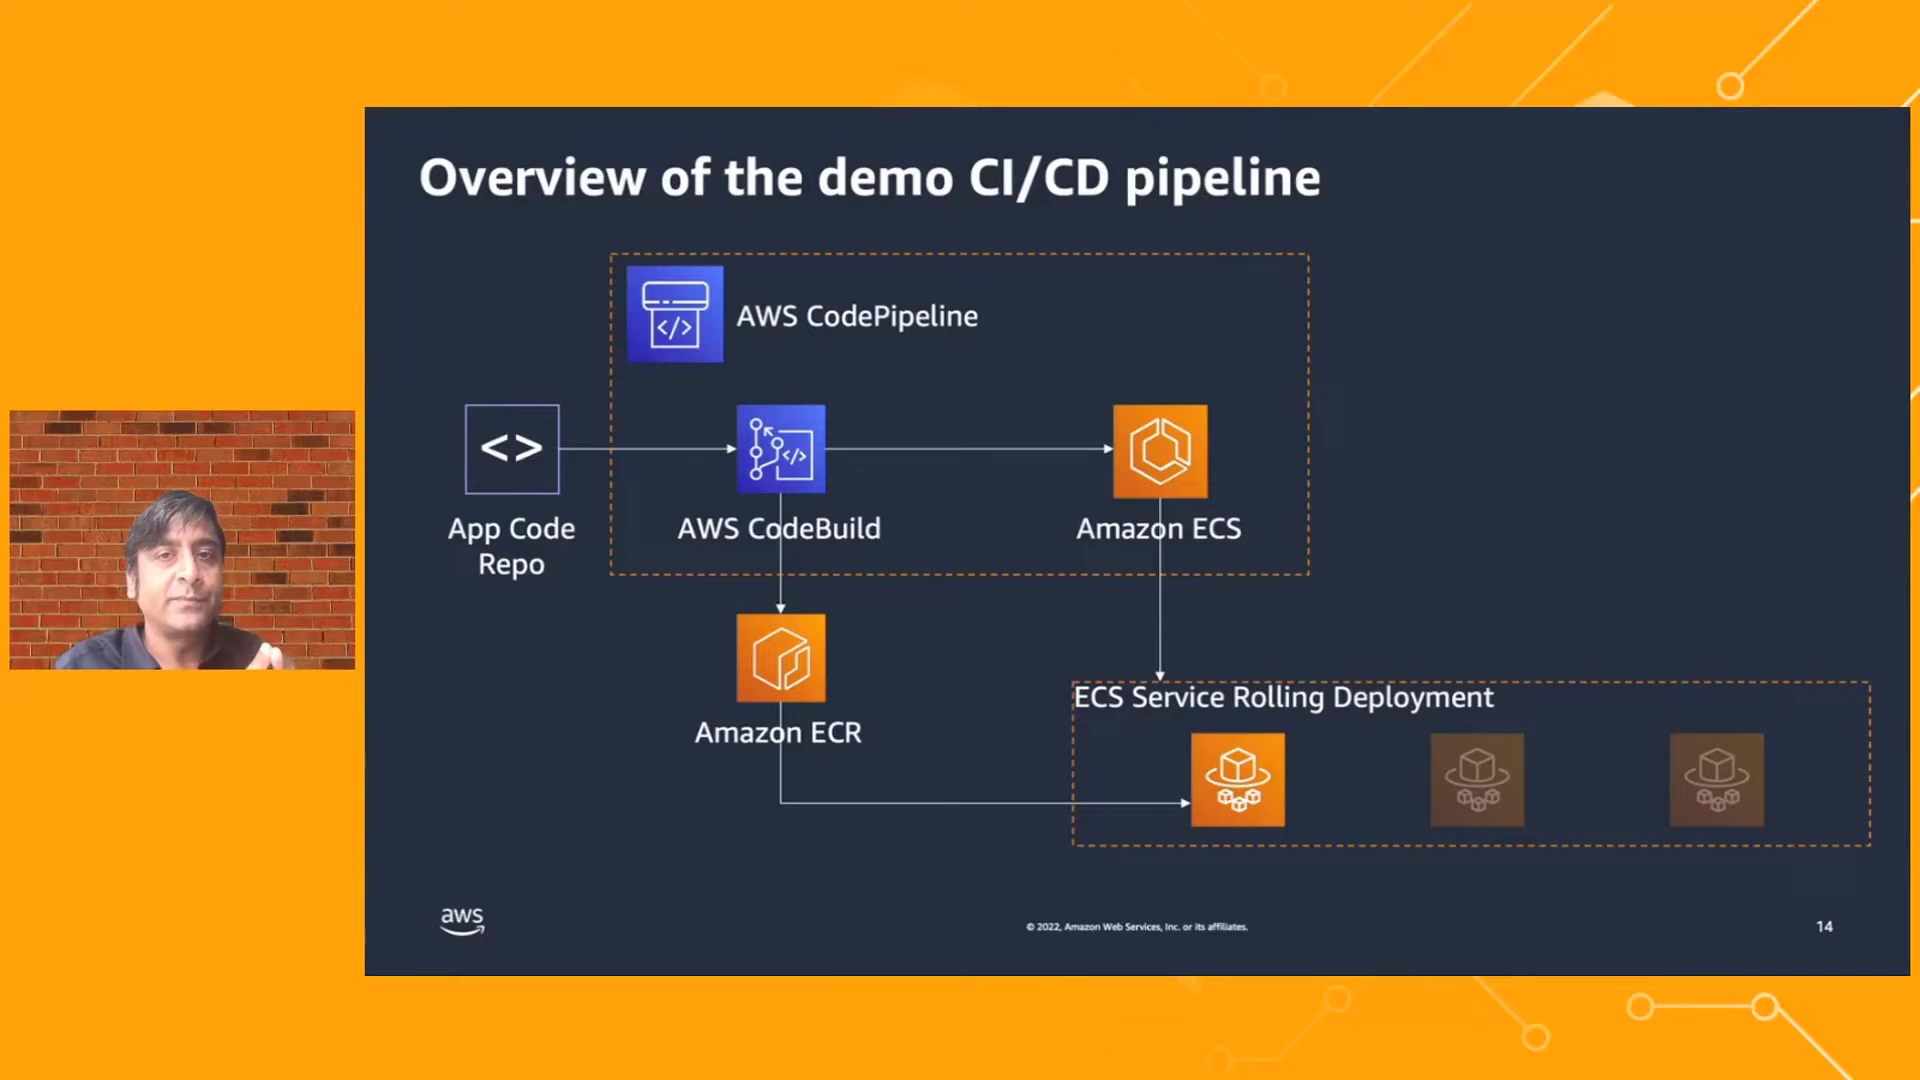 Overview of the demo CI/CD pipeline
</>
AWS CodePipeline
<>
</>
App Code
Repo
AWS CodeBuild
Amazon ECS
Amazon ECR
ECS Service Rolling Deployment
aws
© 2022, Amazon Web Services, Inc. or its affiliates.
14